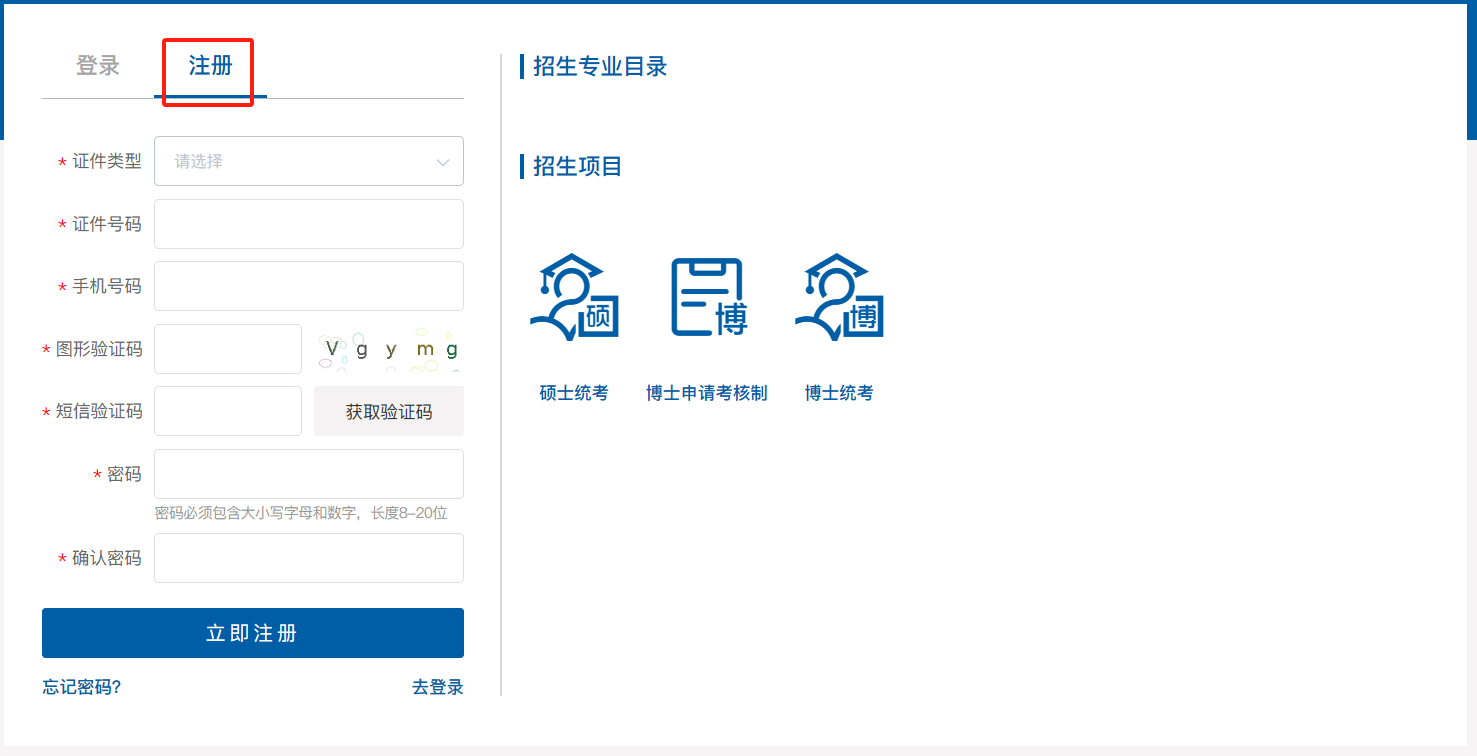 登录 注册
* 证件类型 请选择
* 证件号码
* 手机号码
* 图形验证码 V g y m g
* 短信验证码 获取验证码
* 密码
密码必须包含大小写字母和数字，长度8-20位
* 确认密码
立即注册
忘记密码? 去登录
招生专业目录
招生项目
硕 博 博
硕士统考 博士申请考核制 博士统考